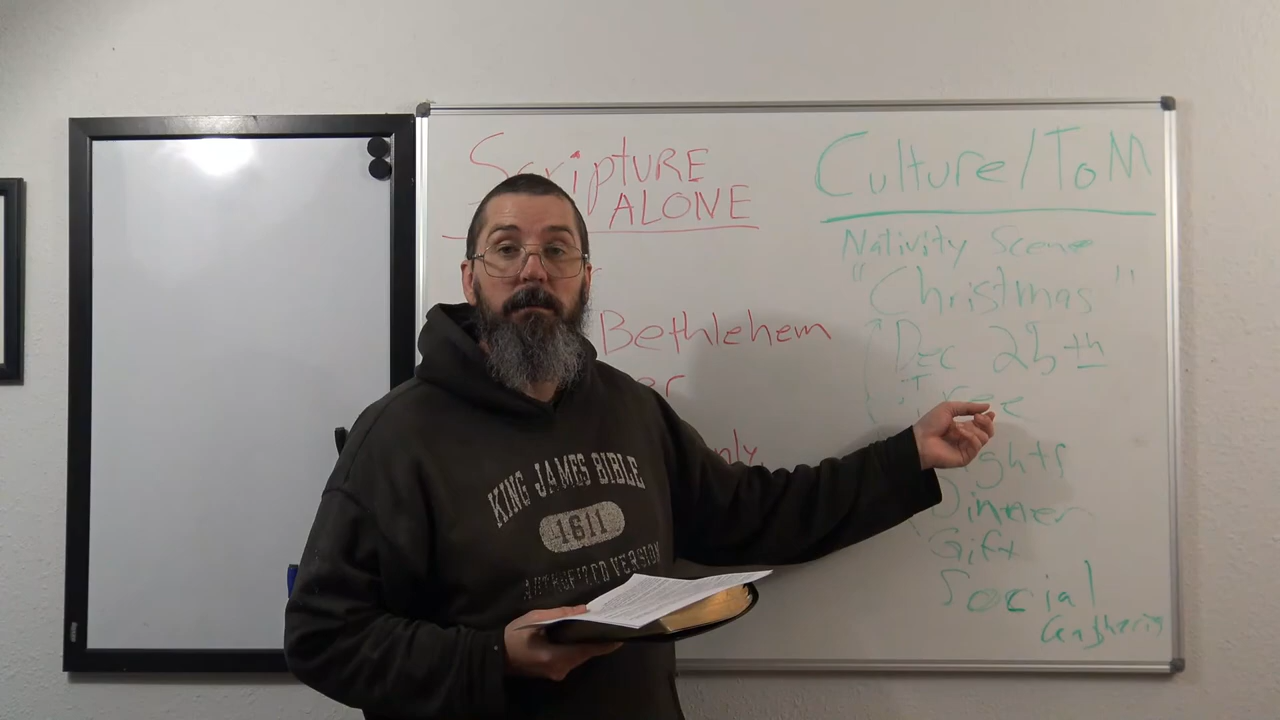 Scripture
ALONE
Bethlehem
Culture/ToM
Nativity Scene
"Christmas"
Dec 25th
Tree
Dinner
Gift
Social
KING JAMES BIBLE
1611
AUTHORIZED VERSION